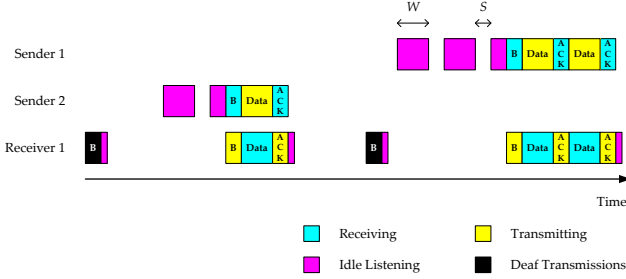 W S
Sender 1 B Data A C K Data A C K
Sender 2 B Data A C K
Receiver 1 B B Data A C K B B Data A C K Data A C K
Time
Receiving Transmitting
Idle Listening Deaf Transmissions